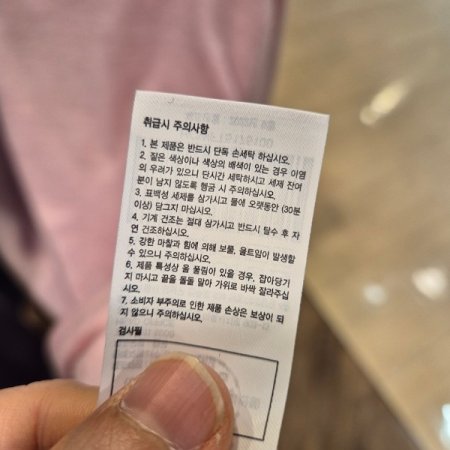 취급시 주의사항
1. 본 제품은 반드시 단독 손세탁 하십시오.
2. 짙은 색상이나 색상의 배색이 있는 경우 이염
의 우려가 있으니 단시간 세탁하시고 세제 잔여
분이 남지 않도록 헹굼 시 주의하십시오.
3. 표백성 세제를 삼가시고 물에 오랫동안 (30분
이상) 담그지 마십시오.
4. 기계 건조는 절대 삼가시고 반드시 탈수 후 자
연 건조하십시오.
5. 강한 마찰과 힘에 의해 보풀, 울트임이 발생할
수 있으니 주의하십시오.
6. 제품 특성상 올 풀림이 있을 경우, 잡아당기
지 마시고 끝을 돌돌 말아 가위로 바싹 잘라주십
시오.
7. 소비자 부주의로 인한 제품 손상은 보상이 되
지 않으니 주의하십시오.
검사필